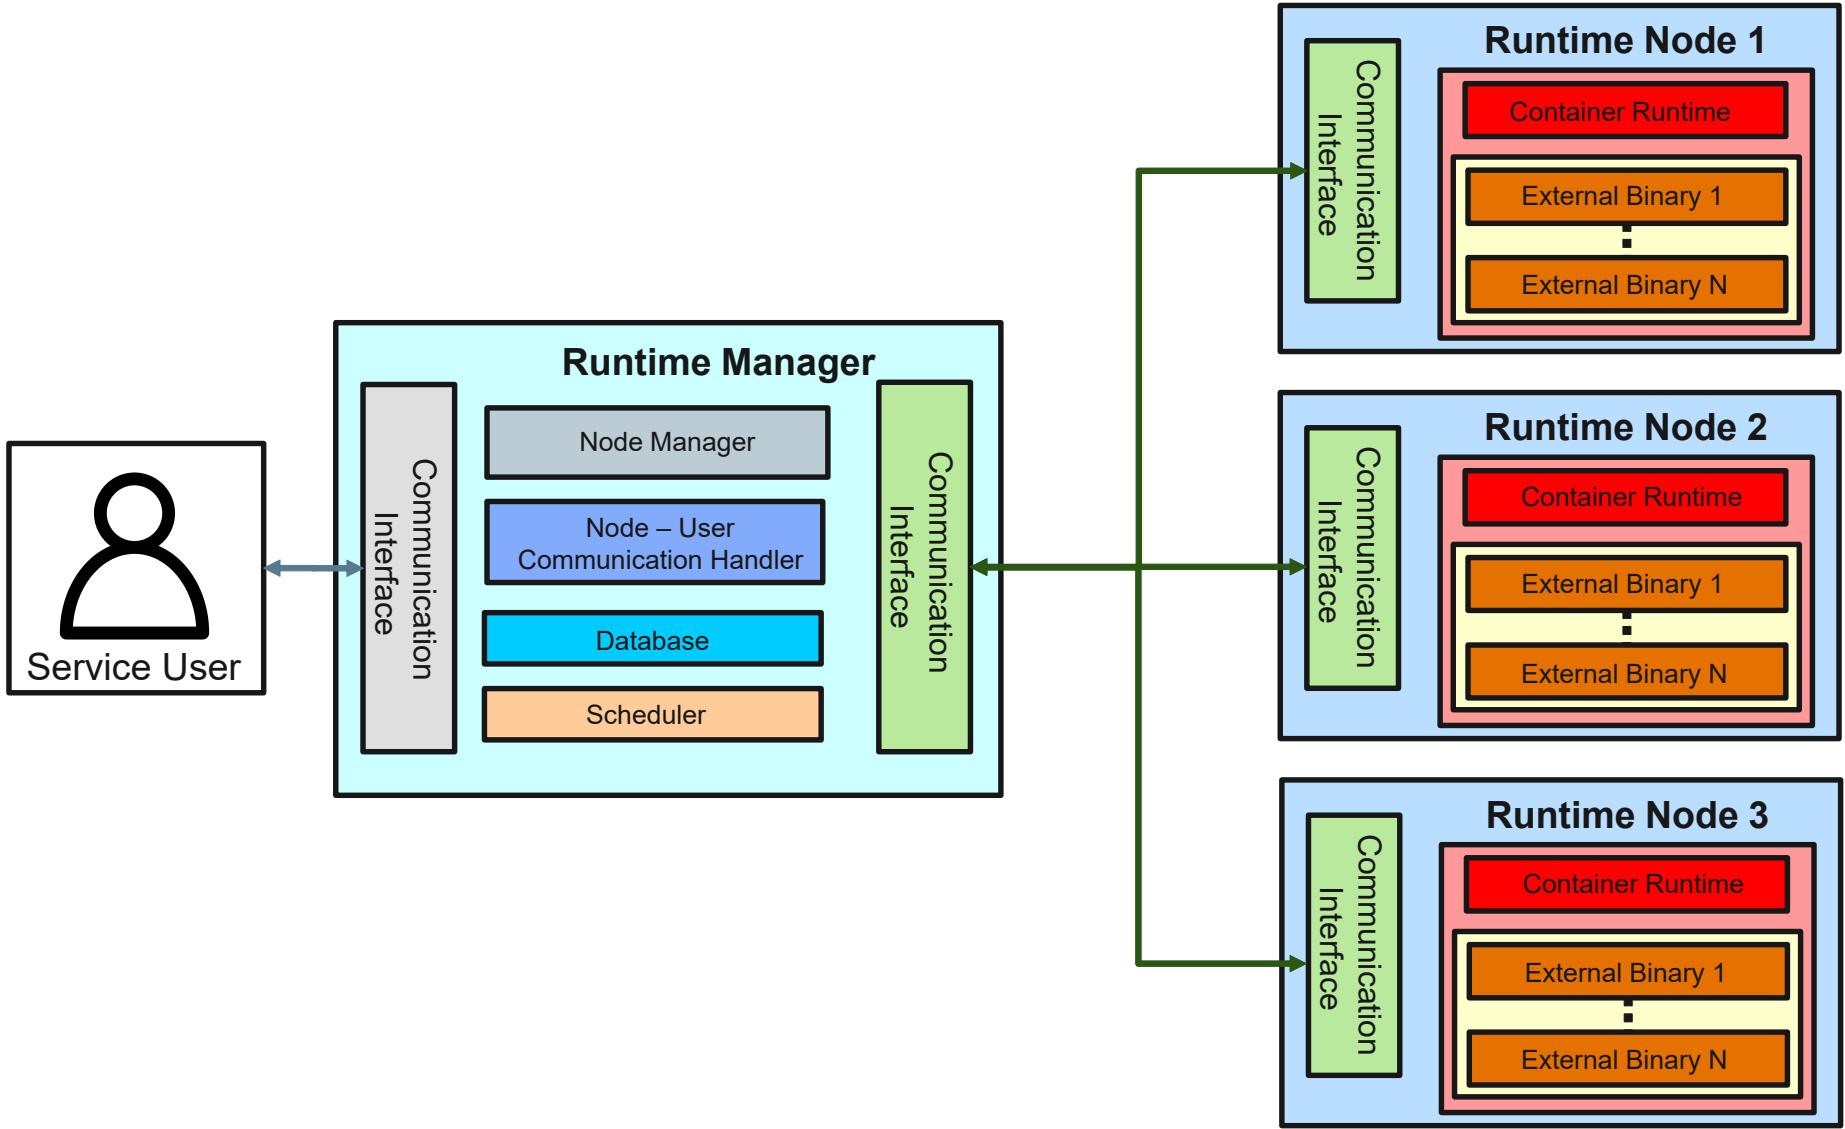 Service User
Runtime Manager
Communication
Interface
Node Manager
Node – User
Communication Handler
Database
Scheduler
Communication
Interface
Runtime Node 1
Communication
Interface
Container Runtime
External Binary 1
External Binary N
Runtime Node 2
Communication
Interface
Container Runtime
External Binary 1
External Binary N
Runtime Node 3
Communication
Interface
Container Runtime
External Binary 1
External Binary N